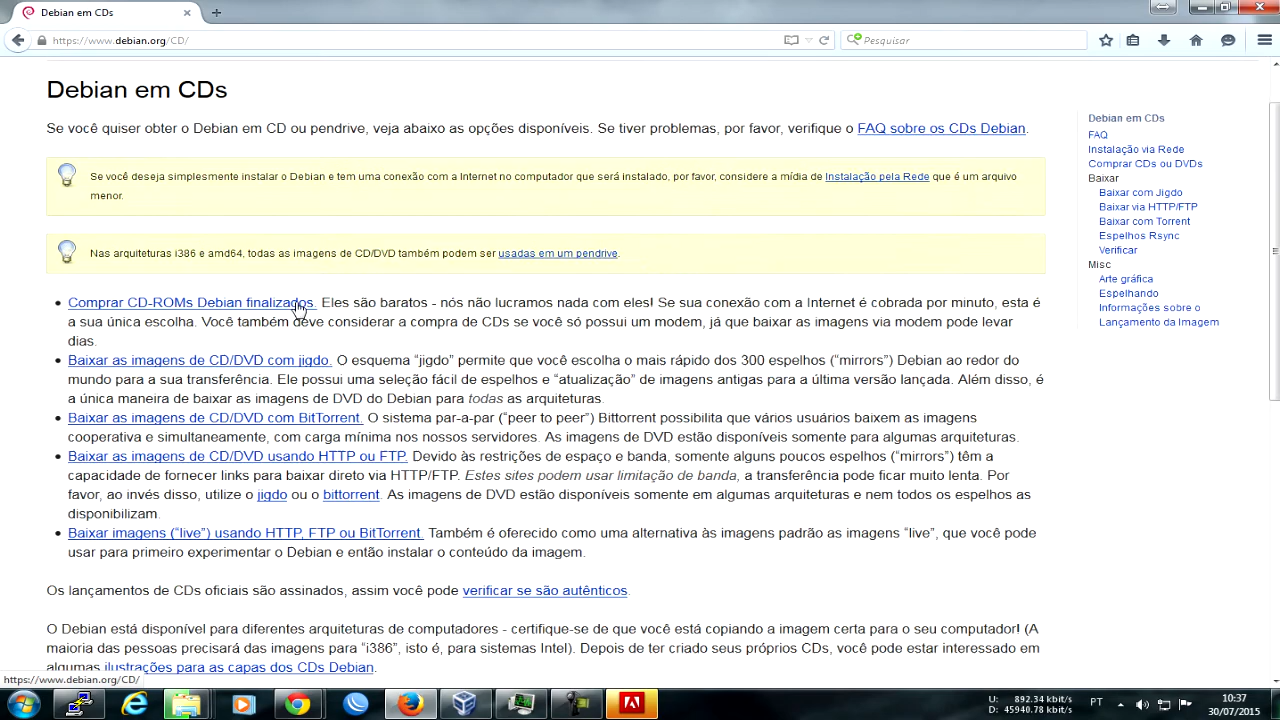 Debian em CDs
https://www.debian.org/CD/
Pesquisar
Debian em CDs
Se você quiser obter o Debian em CD ou pendrive, veja abaixo as opções disponíveis. Se tiver problemas, por favor, verifique o FAQ sobre os CDs Debian.
Se você deseja simplesmente instalar o Debian e tem uma conexão com a Internet no computador que será instalado, por favor, considere a mídia de Instalação pela Rede que é um arquivo
menor.
Nas arquiteturas i386 e amd64, todas as imagens de CD/DVD também podem ser usadas em um pendrive.
Comprar CD-ROMs Debian finalizados. Eles são baratos - nós não lucramos nada com eles! Se sua conexão com a Internet é cobrada por minuto, esta é
a sua única escolha. Você também deve considerar a compra de CDs se você só possui um modem, já que baixar as imagens via modem pode levar
dias.
Baixar as imagens de CD/DVD com jigdo. O esquema “jigdo” permite que você escolha o mais rápido dos 300 espelhos (“mirrors”) Debian ao redor do
mundo para a sua transferência. Ele possui uma seleção fácil de espelhos e “atualização” de imagens antigas para a última versão lançada. Além disso, é
a única maneira de baixar as imagens de DVD do Debian para todas as arquiteturas.
Baixar as imagens de CD/DVD com BitTorrent. O sistema par-a-par (“peer to peer”) Bittorrent possibilita que vários usuários baixem as imagens
cooperativa e simultaneamente, com carga mínima nos nossos servidores. As imagens de DVD estão disponíveis somente para algumas arquiteturas.
Baixar as imagens de CD/DVD usando HTTP ou FTP. Devido às restrições de espaço e banda, somente alguns poucos espelhos (“mirrors”) têm a
capacidade de fornecer links para baixar direto via HTTP/FTP. Estes sites podem usar limitação de banda, a transferência pode ficar muito lenta. Por
favor, ao invés disso, utilize o jigdo ou o bittorrent. As imagens de DVD estão disponíveis somente em algumas arquiteturas e nem todos os espelhos as
disponibilizam.
Baixar imagens (“live”) usando HTTP, FTP ou BitTorrent. Também é oferecido como uma alternativa às imagens padrão as imagens “live”, que você pode
usar para primeiro experimentar o Debian e então instalar o conteúdo da imagem.
Os lançamentos de CDs oficiais são assinados, assim você pode verificar se são autênticos.
O Debian está disponível para diferentes arquiteturas de computadores - certifique-se de que você está copiando a imagem certa para o seu computador! (A
maioria das pessoas precisará das imagens para “i386”, isto é, para sistemas Intel). Depois de ter criado seus próprios CDs, você pode estar interessado em
algumas ilustrações para as capas dos CDs Debian.
Debian em CDs
FAQ
Instalação via Rede
Comprar CDs ou DVDs
Baixar
Baixar com Jigdo
Baixar via HTTP/FTP
Baixar com Torrent
Espelhos Rsync
Verificar
Misc
Arte gráfica
Espelhando
Informações sobre o
Lançamento da Imagem
https://www.debian.org/CD/
U: 892.34 kbit/s
D: 45940.78 kbit/s
PT
10:37
30/07/2015